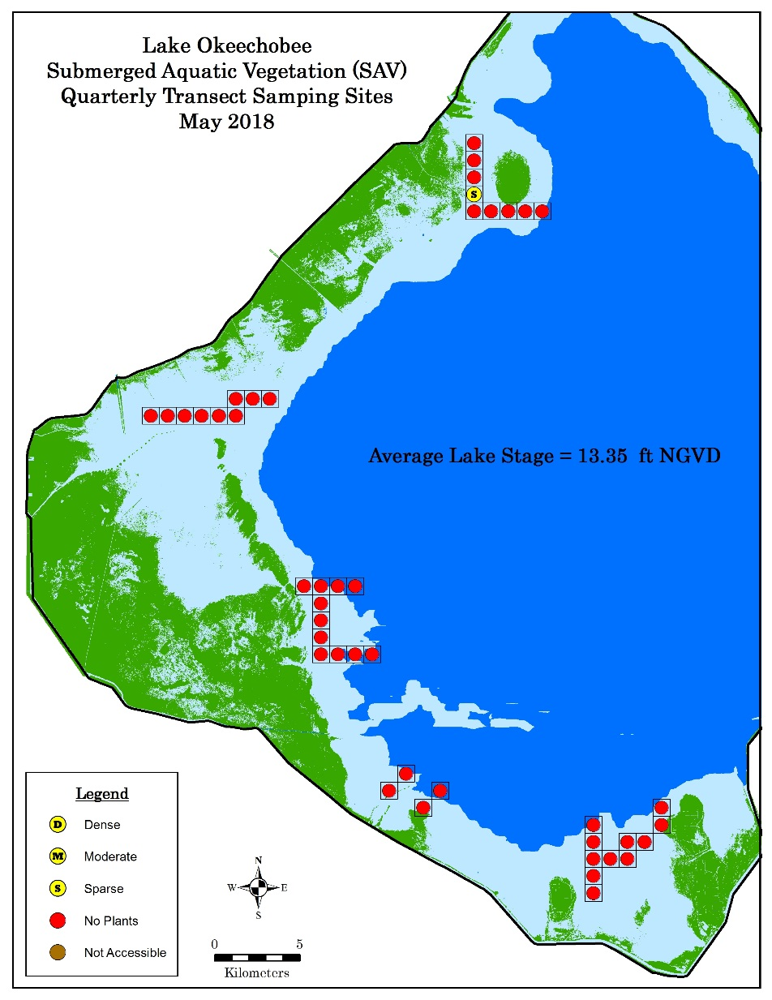 Lake Okeechobee
Submerged Aquatic Vegetation (SAV)
Quarterly Transect Samping Sites
May 2018
S
Average Lake Stage = 13.35 ft NGVD
Legend
D Dense
M Moderate
S Sparse
No Plants
Not Accessible
N
W E
S
0 5
Kilometers